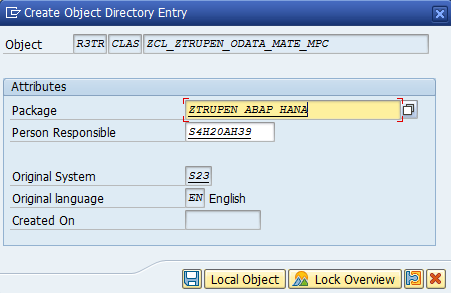 Create Object Directory Entry
Object R3TR CLAS ZCL_ZTRUPEN_ODATA_MATE_MPC
Attributes
Package ZTRUPEN_ABAP_HANA
Person Responsible S4H20AH39
Original System S23
Original language EN English
Created On
Local Object Lock Overview